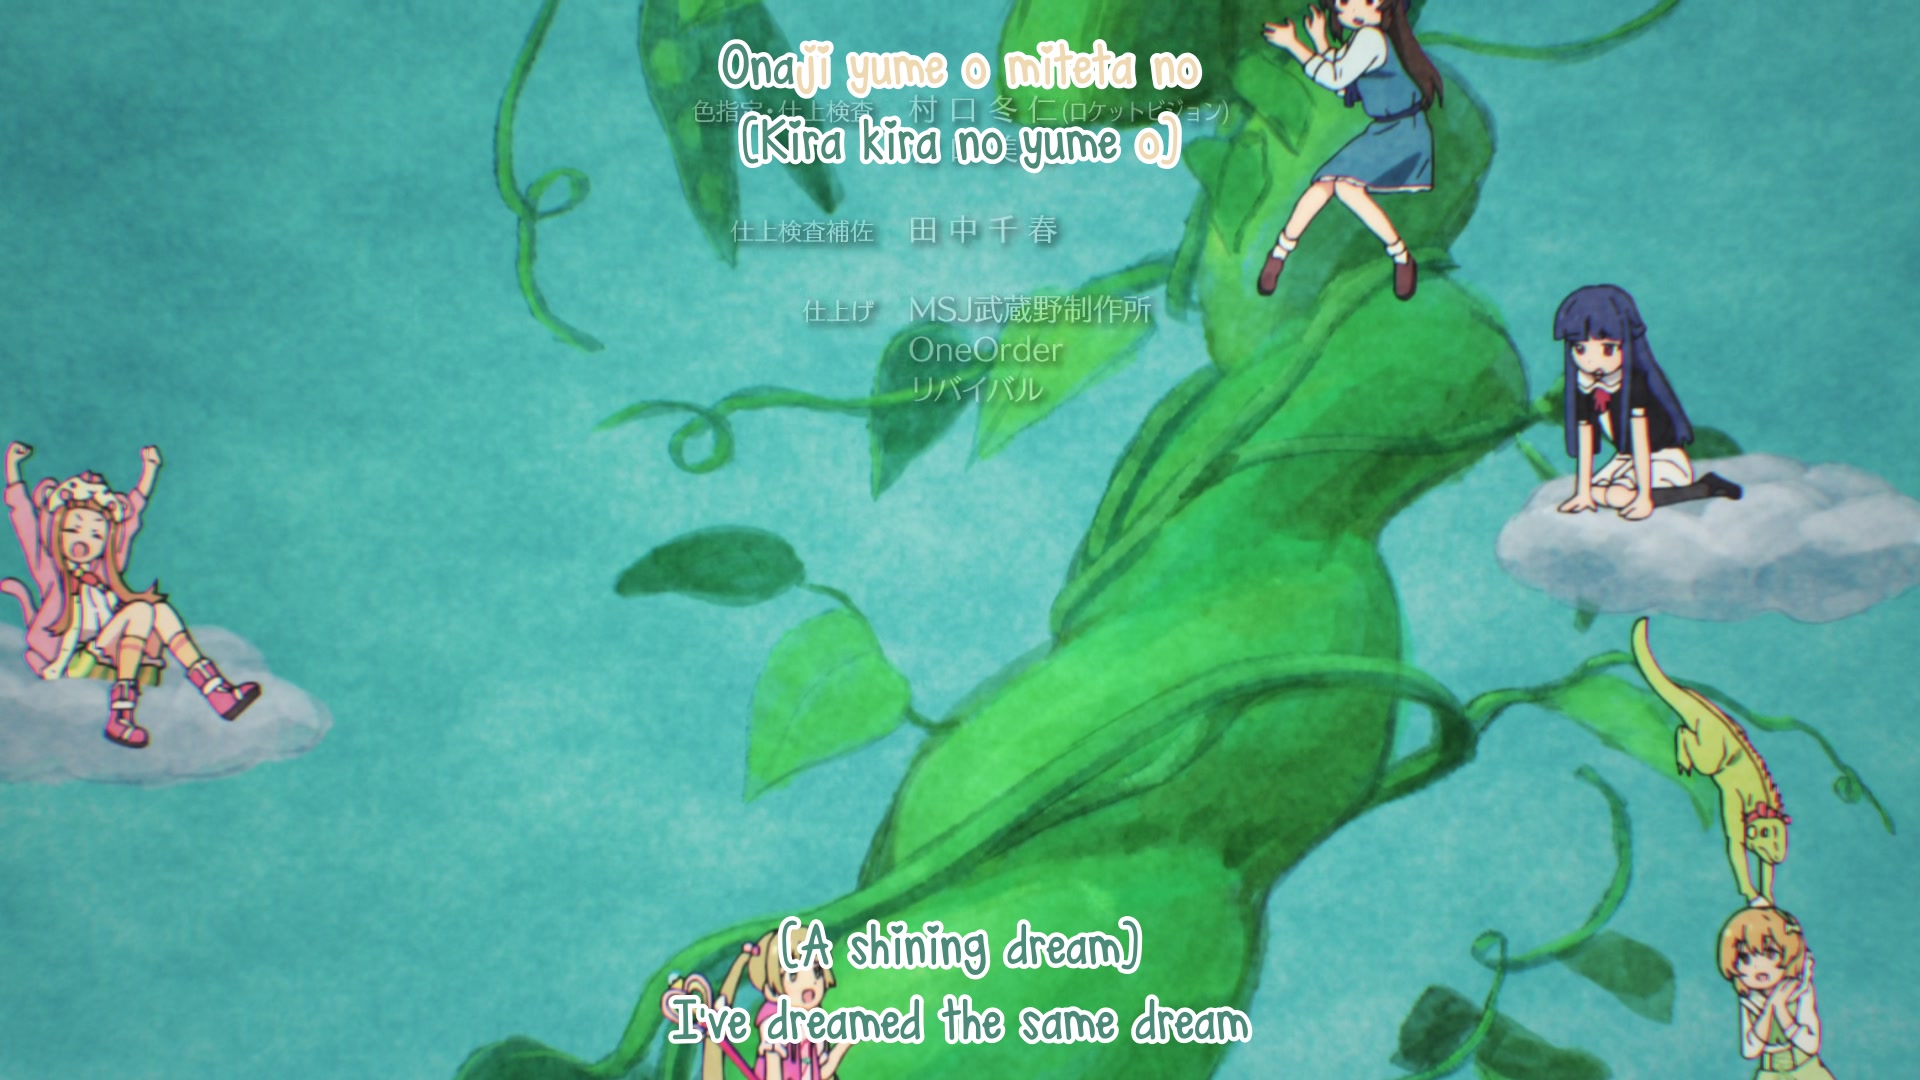 Onaji yume o miteta no
色指定・仕上検査 村口冬仁(ロケットビジョン)
(Kira kira no yume o)
仕上検査補佐 田中千春
仕上げ MSJ武蔵野制作所
OneOrder
リバイバル
(A shining dream)
I've dreamed the same dream